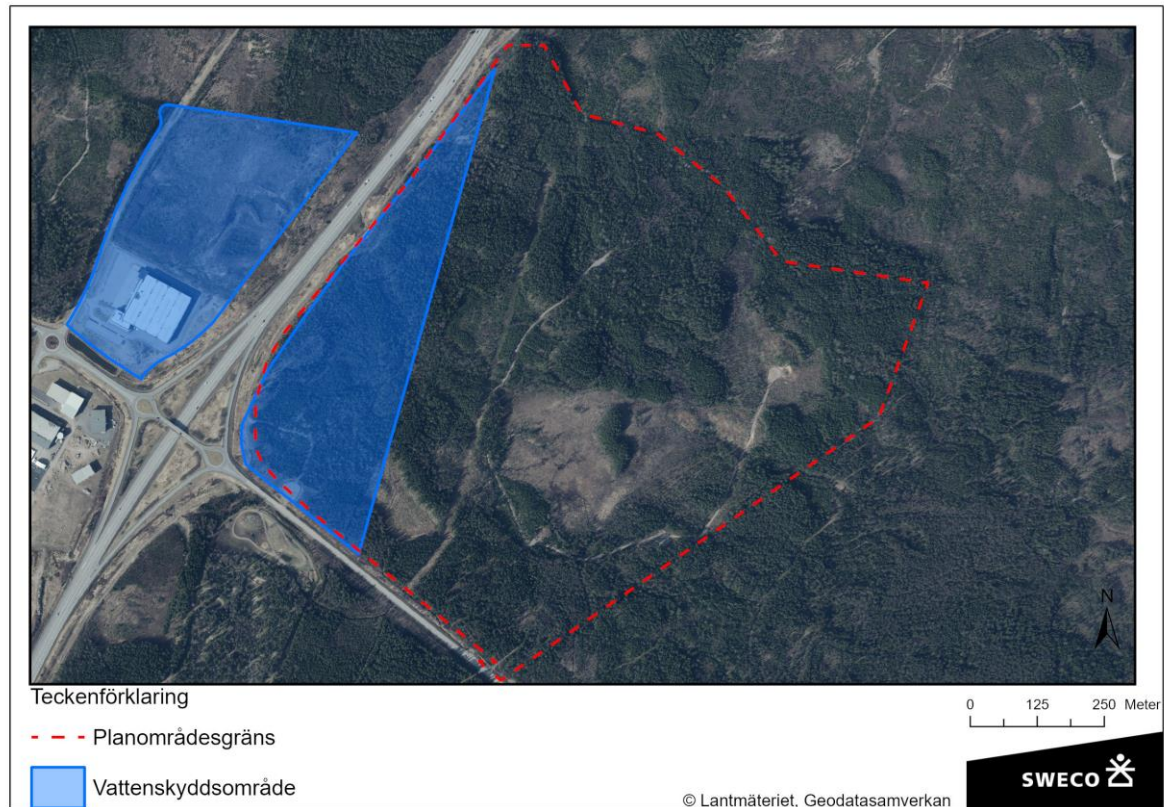 N
Teckenförklaring
Planområdesgräns
Vattenskyddsområde
0 125 250 Meter
SWECO
© Lantmäteriet, Geodatasamverkan